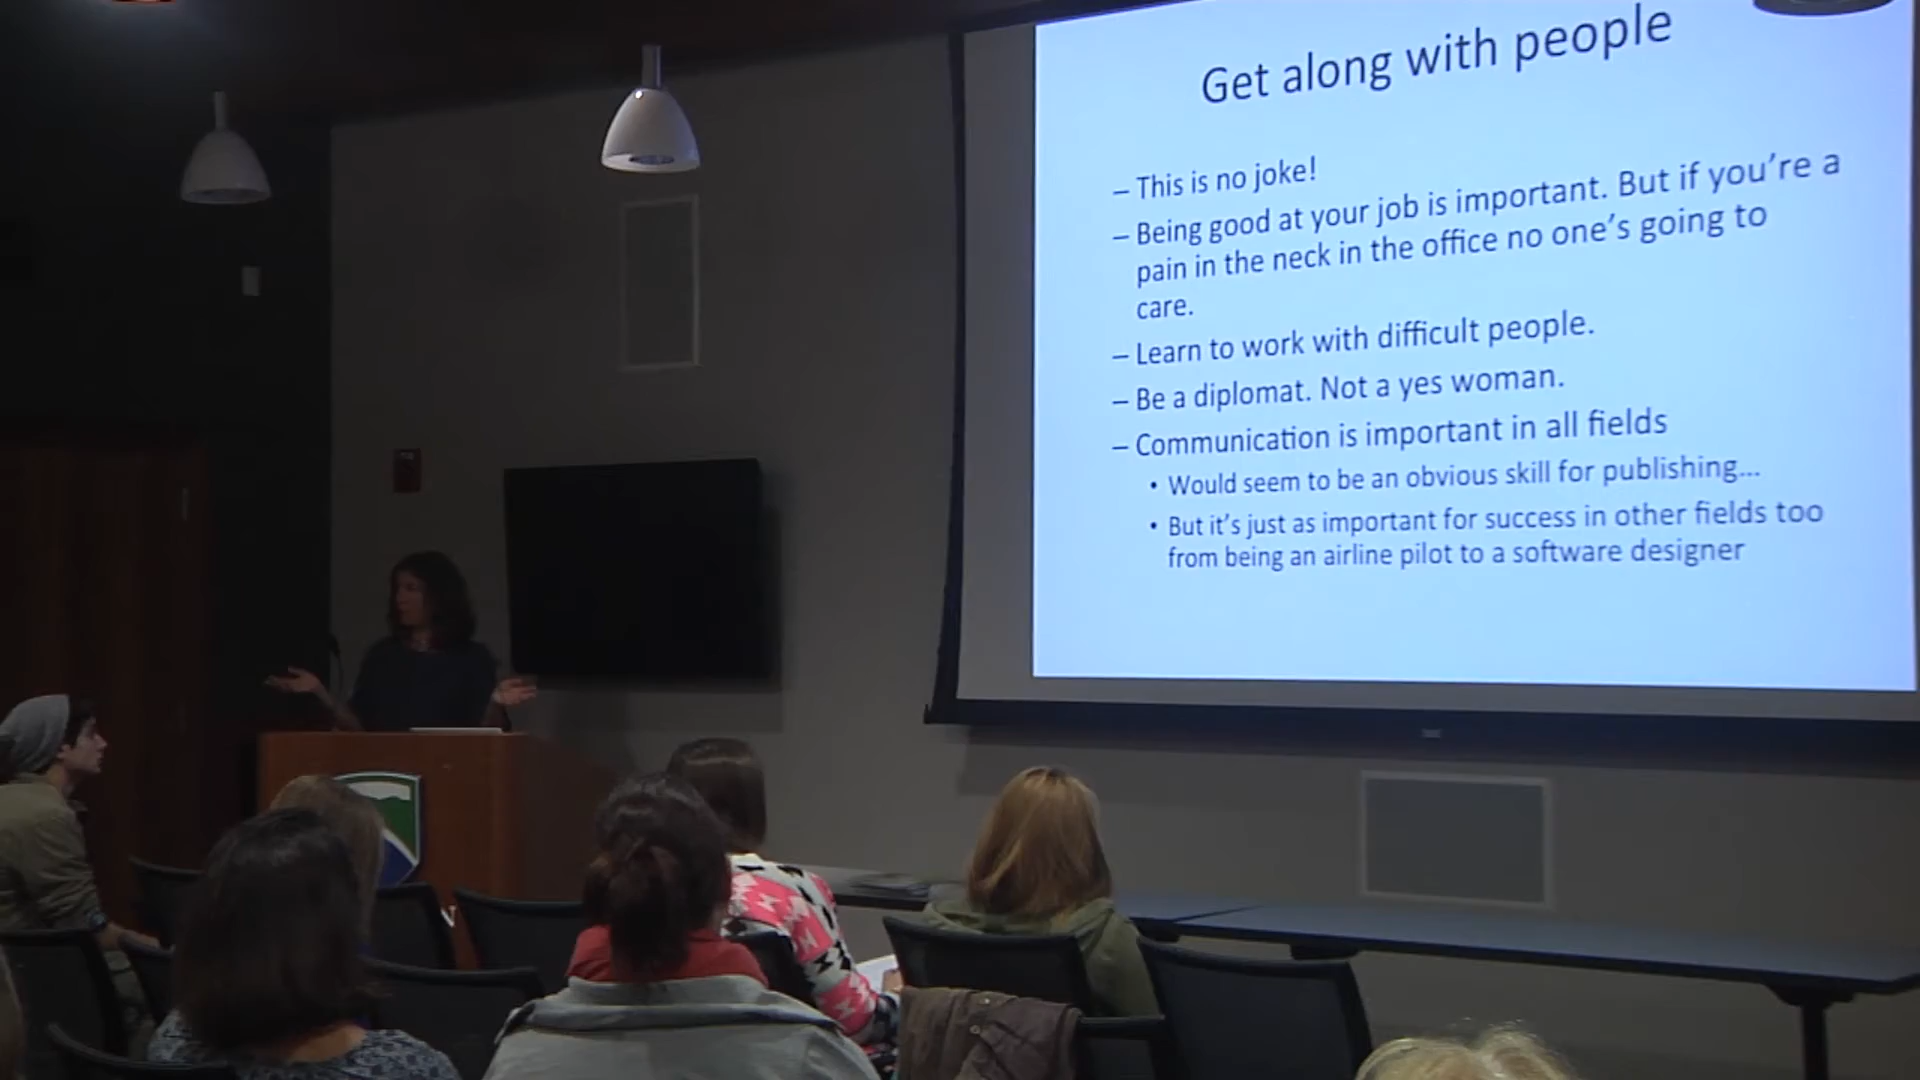 Get along with people
– This is no joke!
– Being good at your job is important. But if you're a
pain in the neck in the office no one's going to
care.
– Learn to work with difficult people.
– Be a diplomat. Not a yes woman.
– Communication is important in all fields
• Would seem to be an obvious skill for publishing...
• But it's just as important for success in other fields too
from being an airline pilot to a software designer